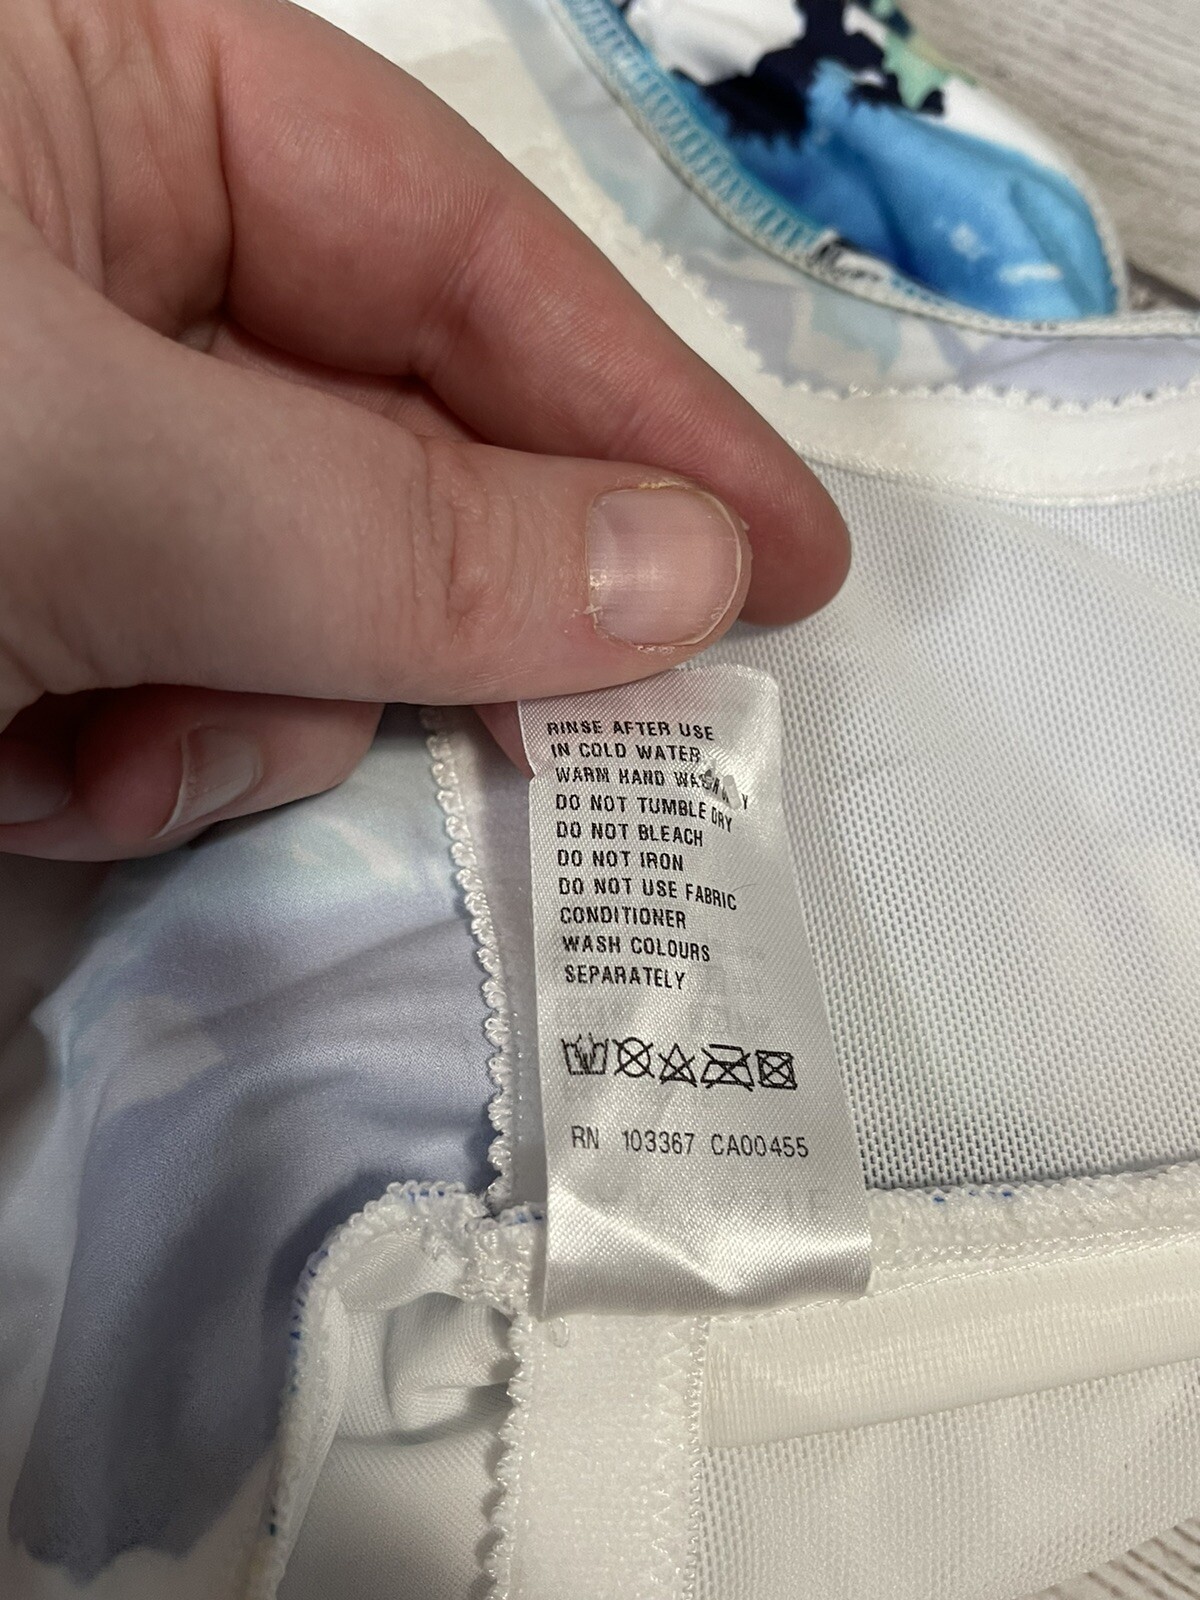 RINSE AFTER USE
IN COLD WATER
WARM HAND WASH
DO NOT TUMBLE DRY
DO NOT BLEACH
DO NOT IRON
DO NOT USE FABRIC
CONDITIONER
WASH COLOURS
SEPARATELY
RN 103367 CA00455